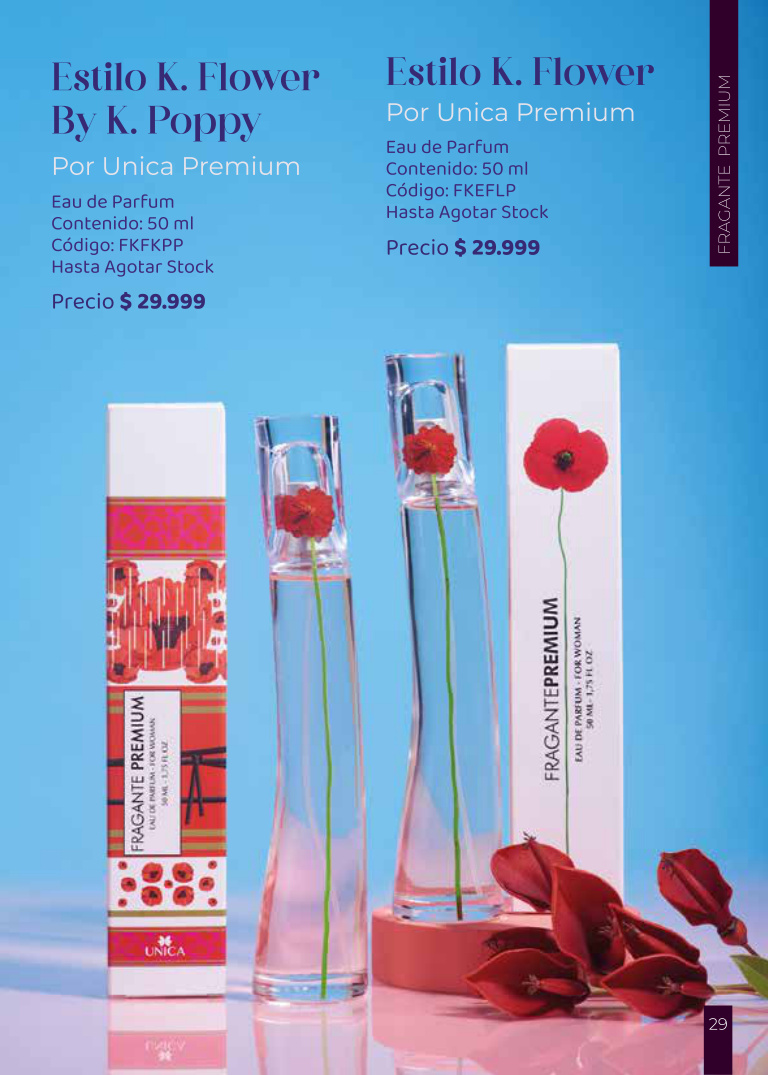 Estilo K. Flower
By K. Poppy
Por Unica Premium
Eau de Parfum
Contenido: 50 ml
Código: FKFKPP
Hasta Agotar Stock
Precio $ 29.999
Estilo K. Flower
Por Unica Premium
Eau de Parfum
Contenido: 50 ml
Código: FKEFLP
Hasta Agotar Stock
Precio $ 29.999
FRAGANTE PREMIUM
FRAGANTE PREMIUM
EAU DE PARFUM - FOR WOMAN
50 ML - 1,75 FL OZ
UNICA
FRAGANTEPREMIUM
EAU DE PARFUM - FOR WOMAN
50 ML- 1,75 FL OZ
29